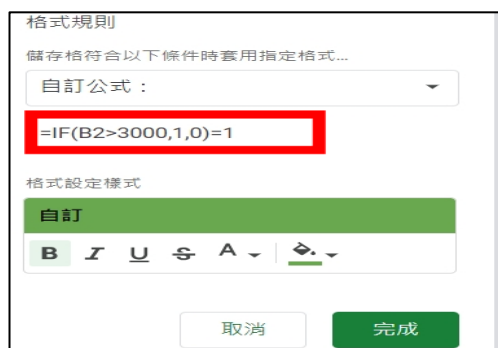 格式規則
儲存格符合以下條件時套用指定格式...
自訂公式：
=IF(B2>3000,1,0)=1
格式設定樣式
自訂
B I U S A
取消 完成